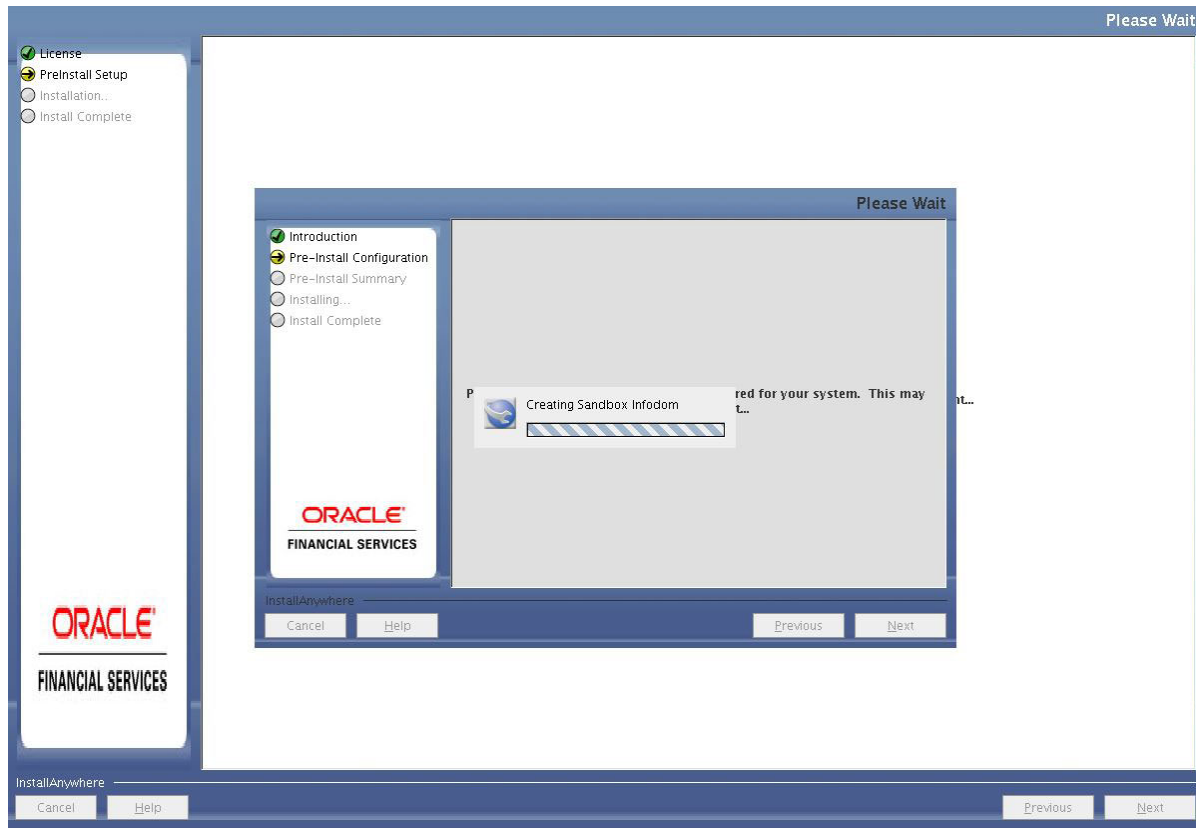 Please Wait
License
PreInstall Setup
Installation..
Install Complete
Please Wait
Introduction
Pre-Install Configuration
Pre-Install Summary
Installing...
Install Complete
red for your system.  This may
t...
nt...
Creating Sandbox Infodom
ORACLE
FINANCIAL SERVICES
InstallAnywhere
Cancel
Help
Previous
Next
ORACLE
FINANCIAL SERVICES
InstallAnywhere
Cancel
Help
Previous
Next